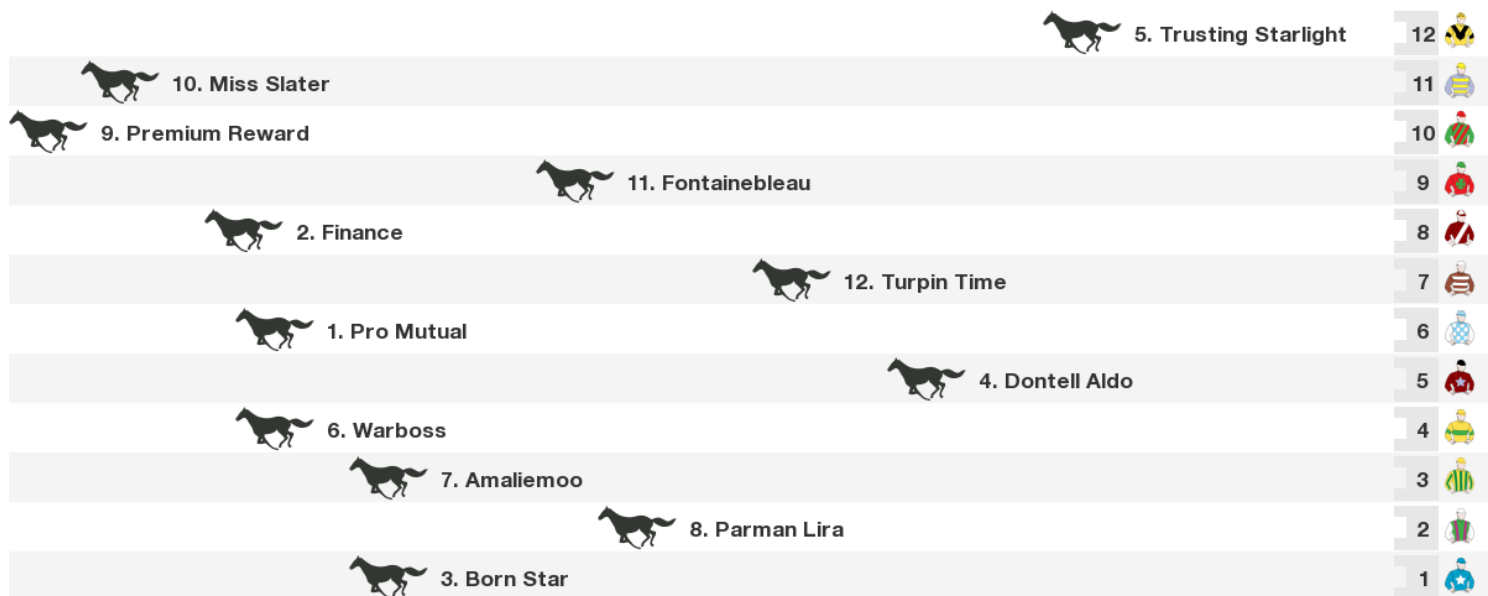 5. Trusting Starlight 12
10. Miss Slater 11
9. Premium Reward 10
11. Fontainebleau 9
2. Finance 8
12. Turpin Time 7
1. Pro Mutual 6
4. Dontell Aldo 5
6. Warboss 4
7. Amaliemoo 3
8. Parman Lira 2
3. Born Star 1